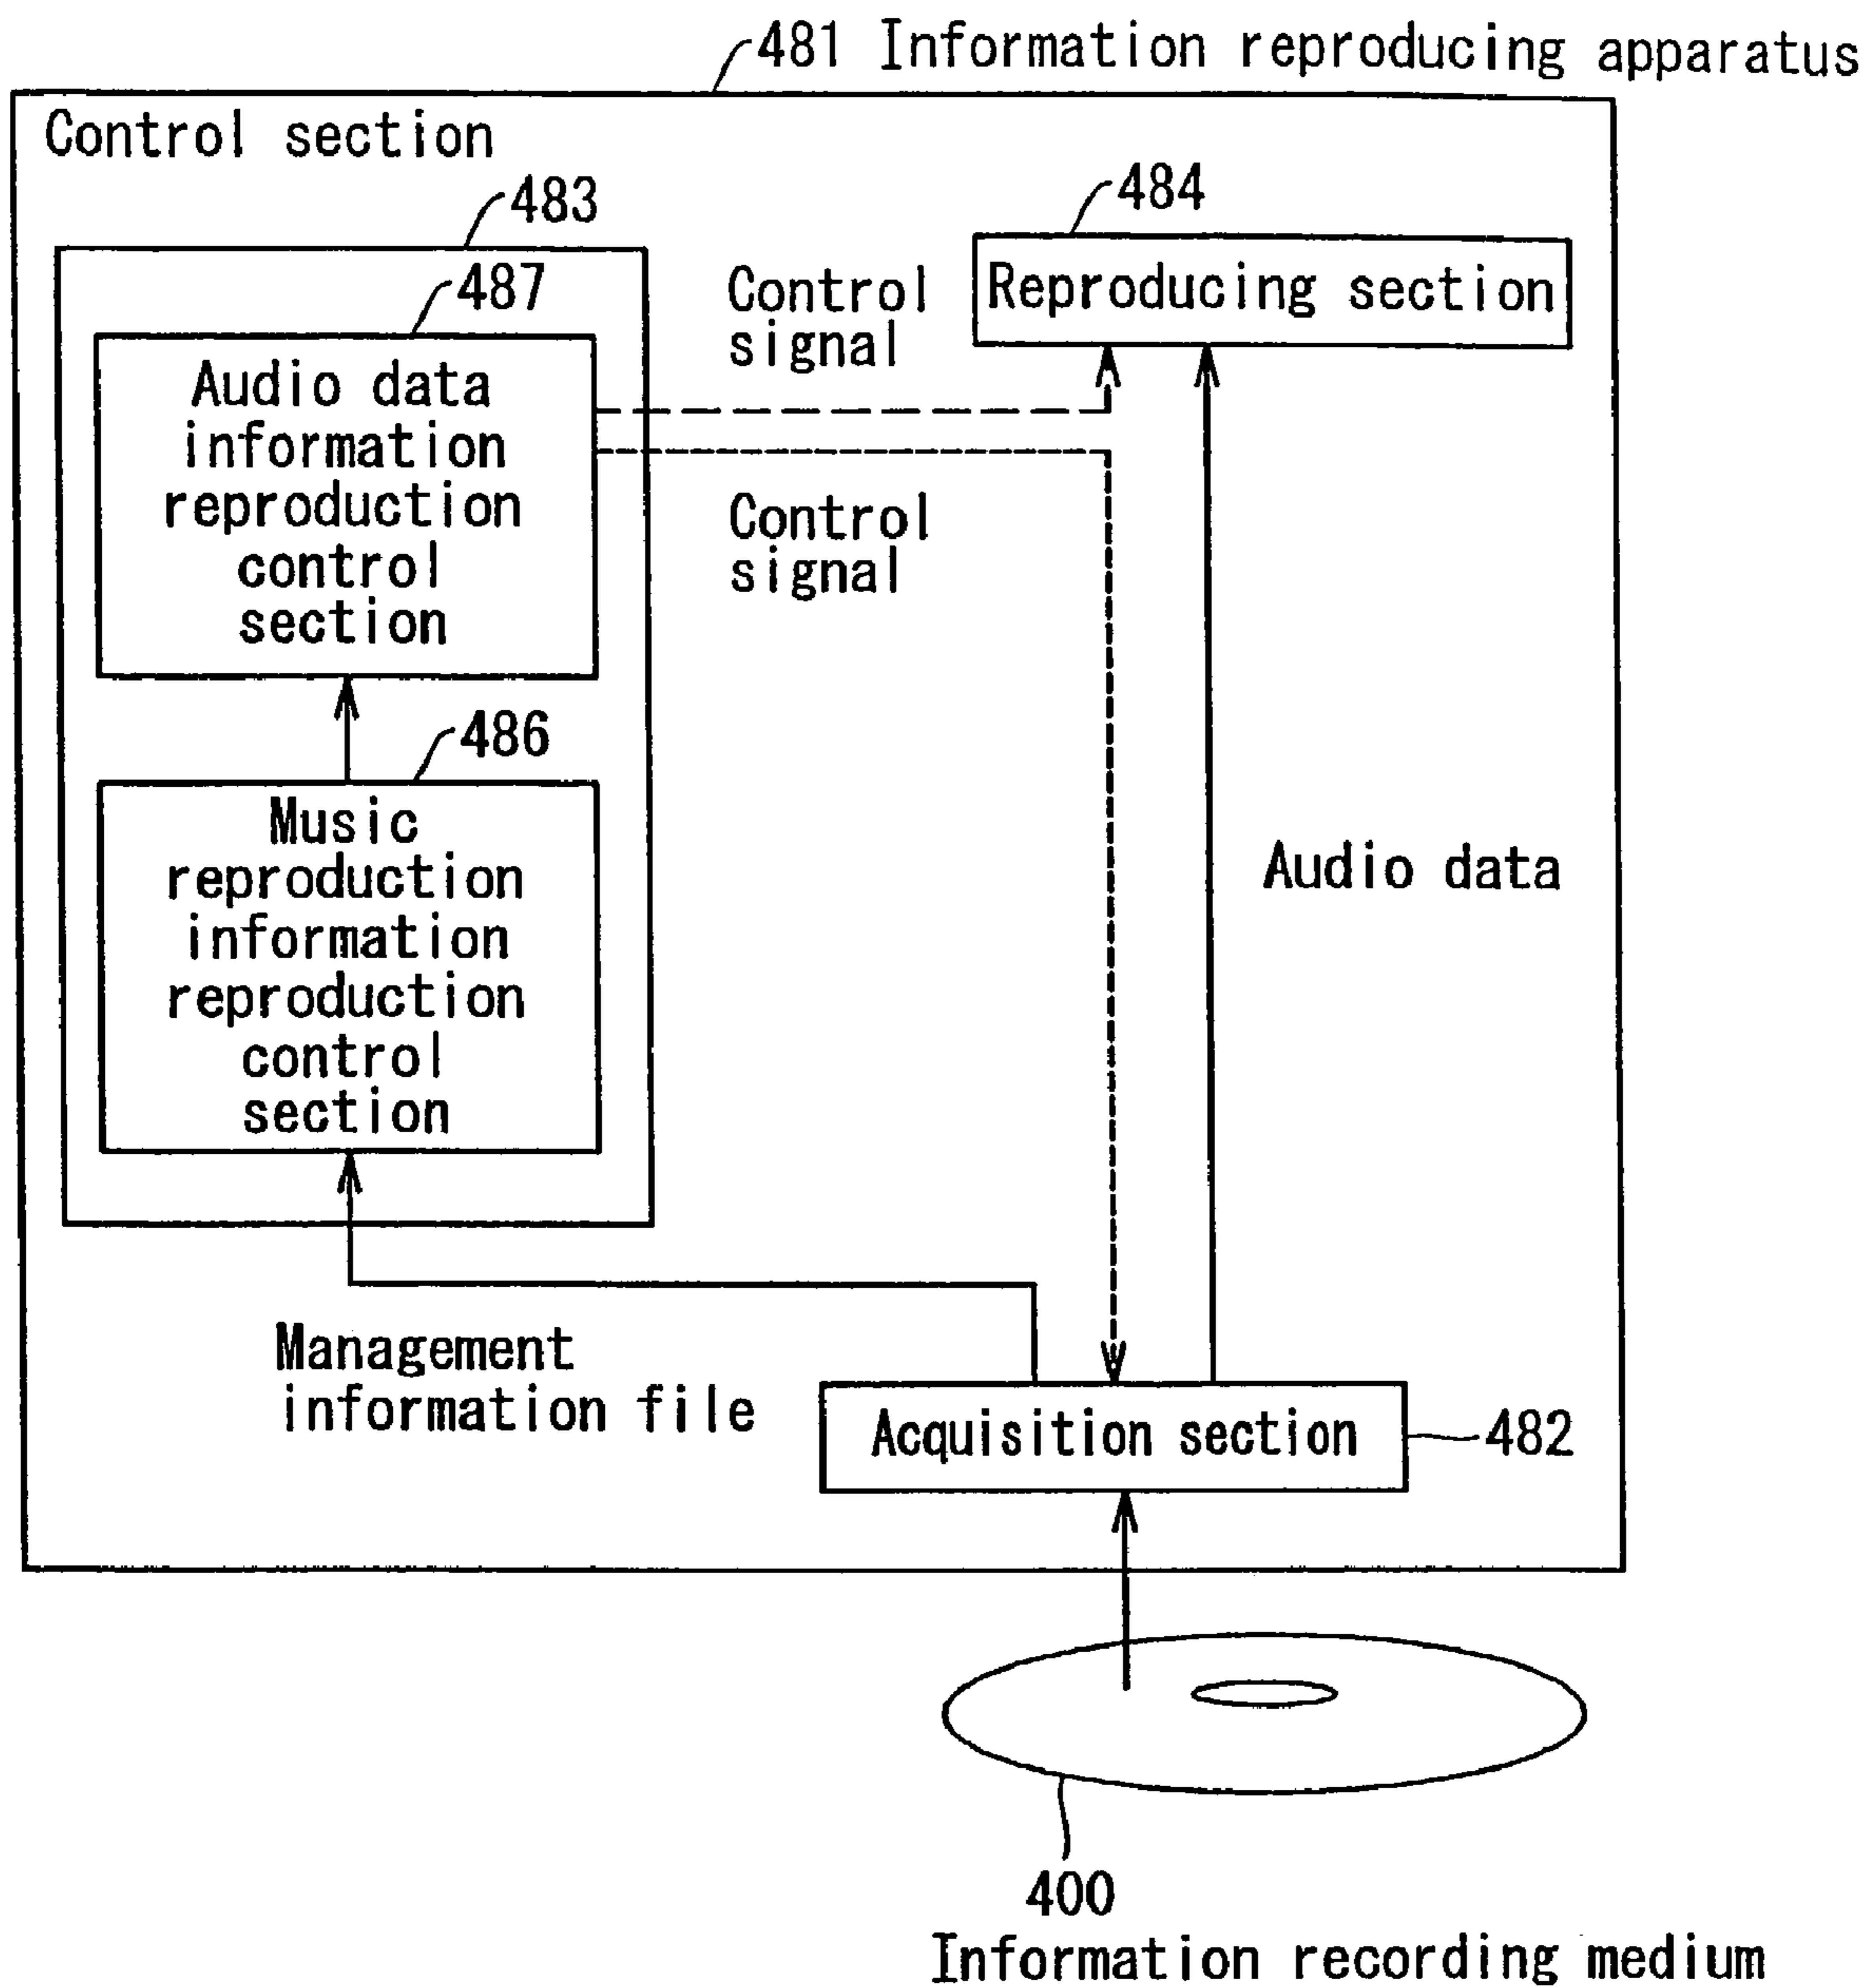 481 Information reproducing apparatus
Control section
483
484
487
Control
signal
Reproducing section
Audio data
information
reproduction
control
section
Control
signal
486
Music
reproduction
information
reproduction
control
section
Audio data
Management
information file
Acquisition section
482
400
Information recording medium